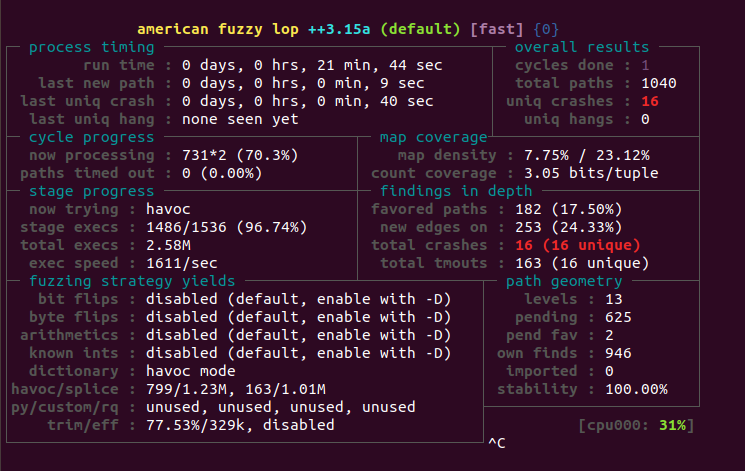 american fuzzy lop ++3.15a (default) [fast] {0}
process timing overall results
run time : 0 days, 0 hrs, 21 min, 44 sec cycles done : 1
last new path : 0 days, 0 hrs, 0 min, 9 sec total paths : 1040
last uniq crash : 0 days, 0 hrs, 0 min, 40 sec uniq crashes : 16
last uniq hang : none seen yet uniq hangs : 0
cycle progress map coverage
now processing : 731*2 (70.3%) map density : 7.75% / 23.12%
paths timed out : 0 (0.00%) count coverage : 3.05 bits/tuple
stage progress findings in depth
now trying : havoc favored paths : 182 (17.50%)
stage execs : 1486/1536 (96.74%) new edges on : 253 (24.33%)
total execs : 2.58M total crashes : 16 (16 unique)
exec speed : 1611/sec total tmouts : 163 (16 unique)
fuzzing strategy yields path geometry
bit flips : disabled (default, enable with -D) levels : 13
byte flips : disabled (default, enable with -D) pending : 625
arithmetics : disabled (default, enable with -D) pend fav : 2
known ints : disabled (default, enable with -D) own finds : 946
dictionary : havoc mode imported : 0
havoc/splice : 799/1.23M, 163/1.01M stability : 100.00%
py/custom/rq : unused, unused, unused, unused
trim/eff : 77.53%/329k, disabled [cpu000: 31%]
^C